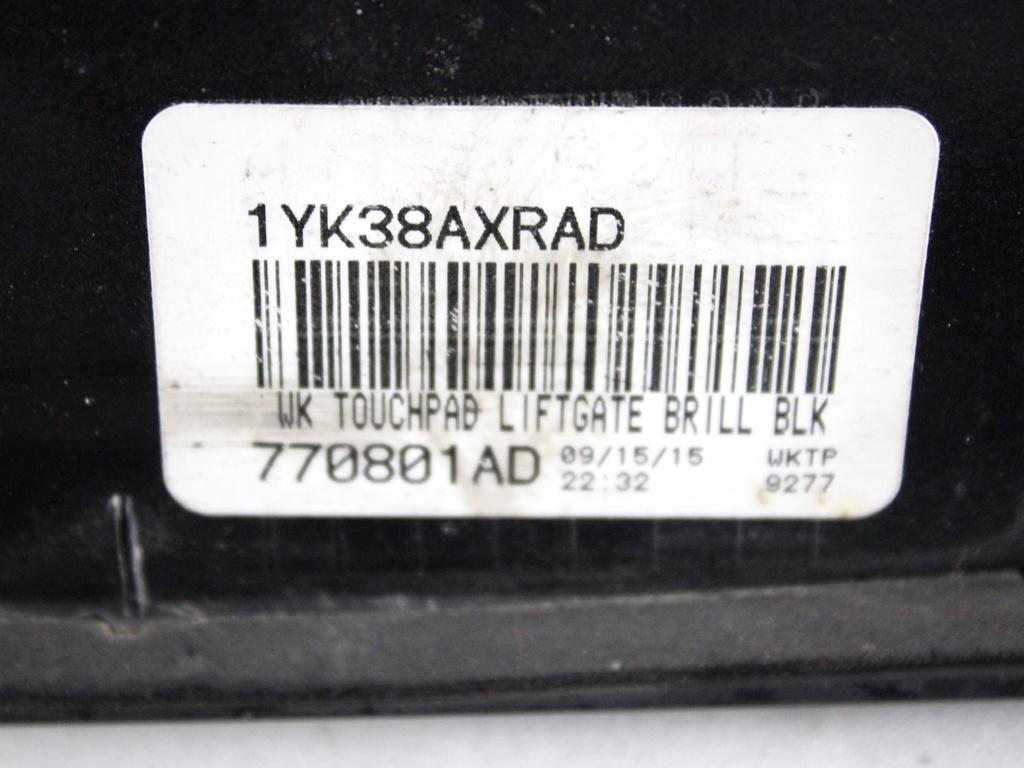 1YK38AXRAD
WK TOUCHPAD LIFTGATE BRILL BLK
770801AD
09/15/15 WKTP
22:32 9277